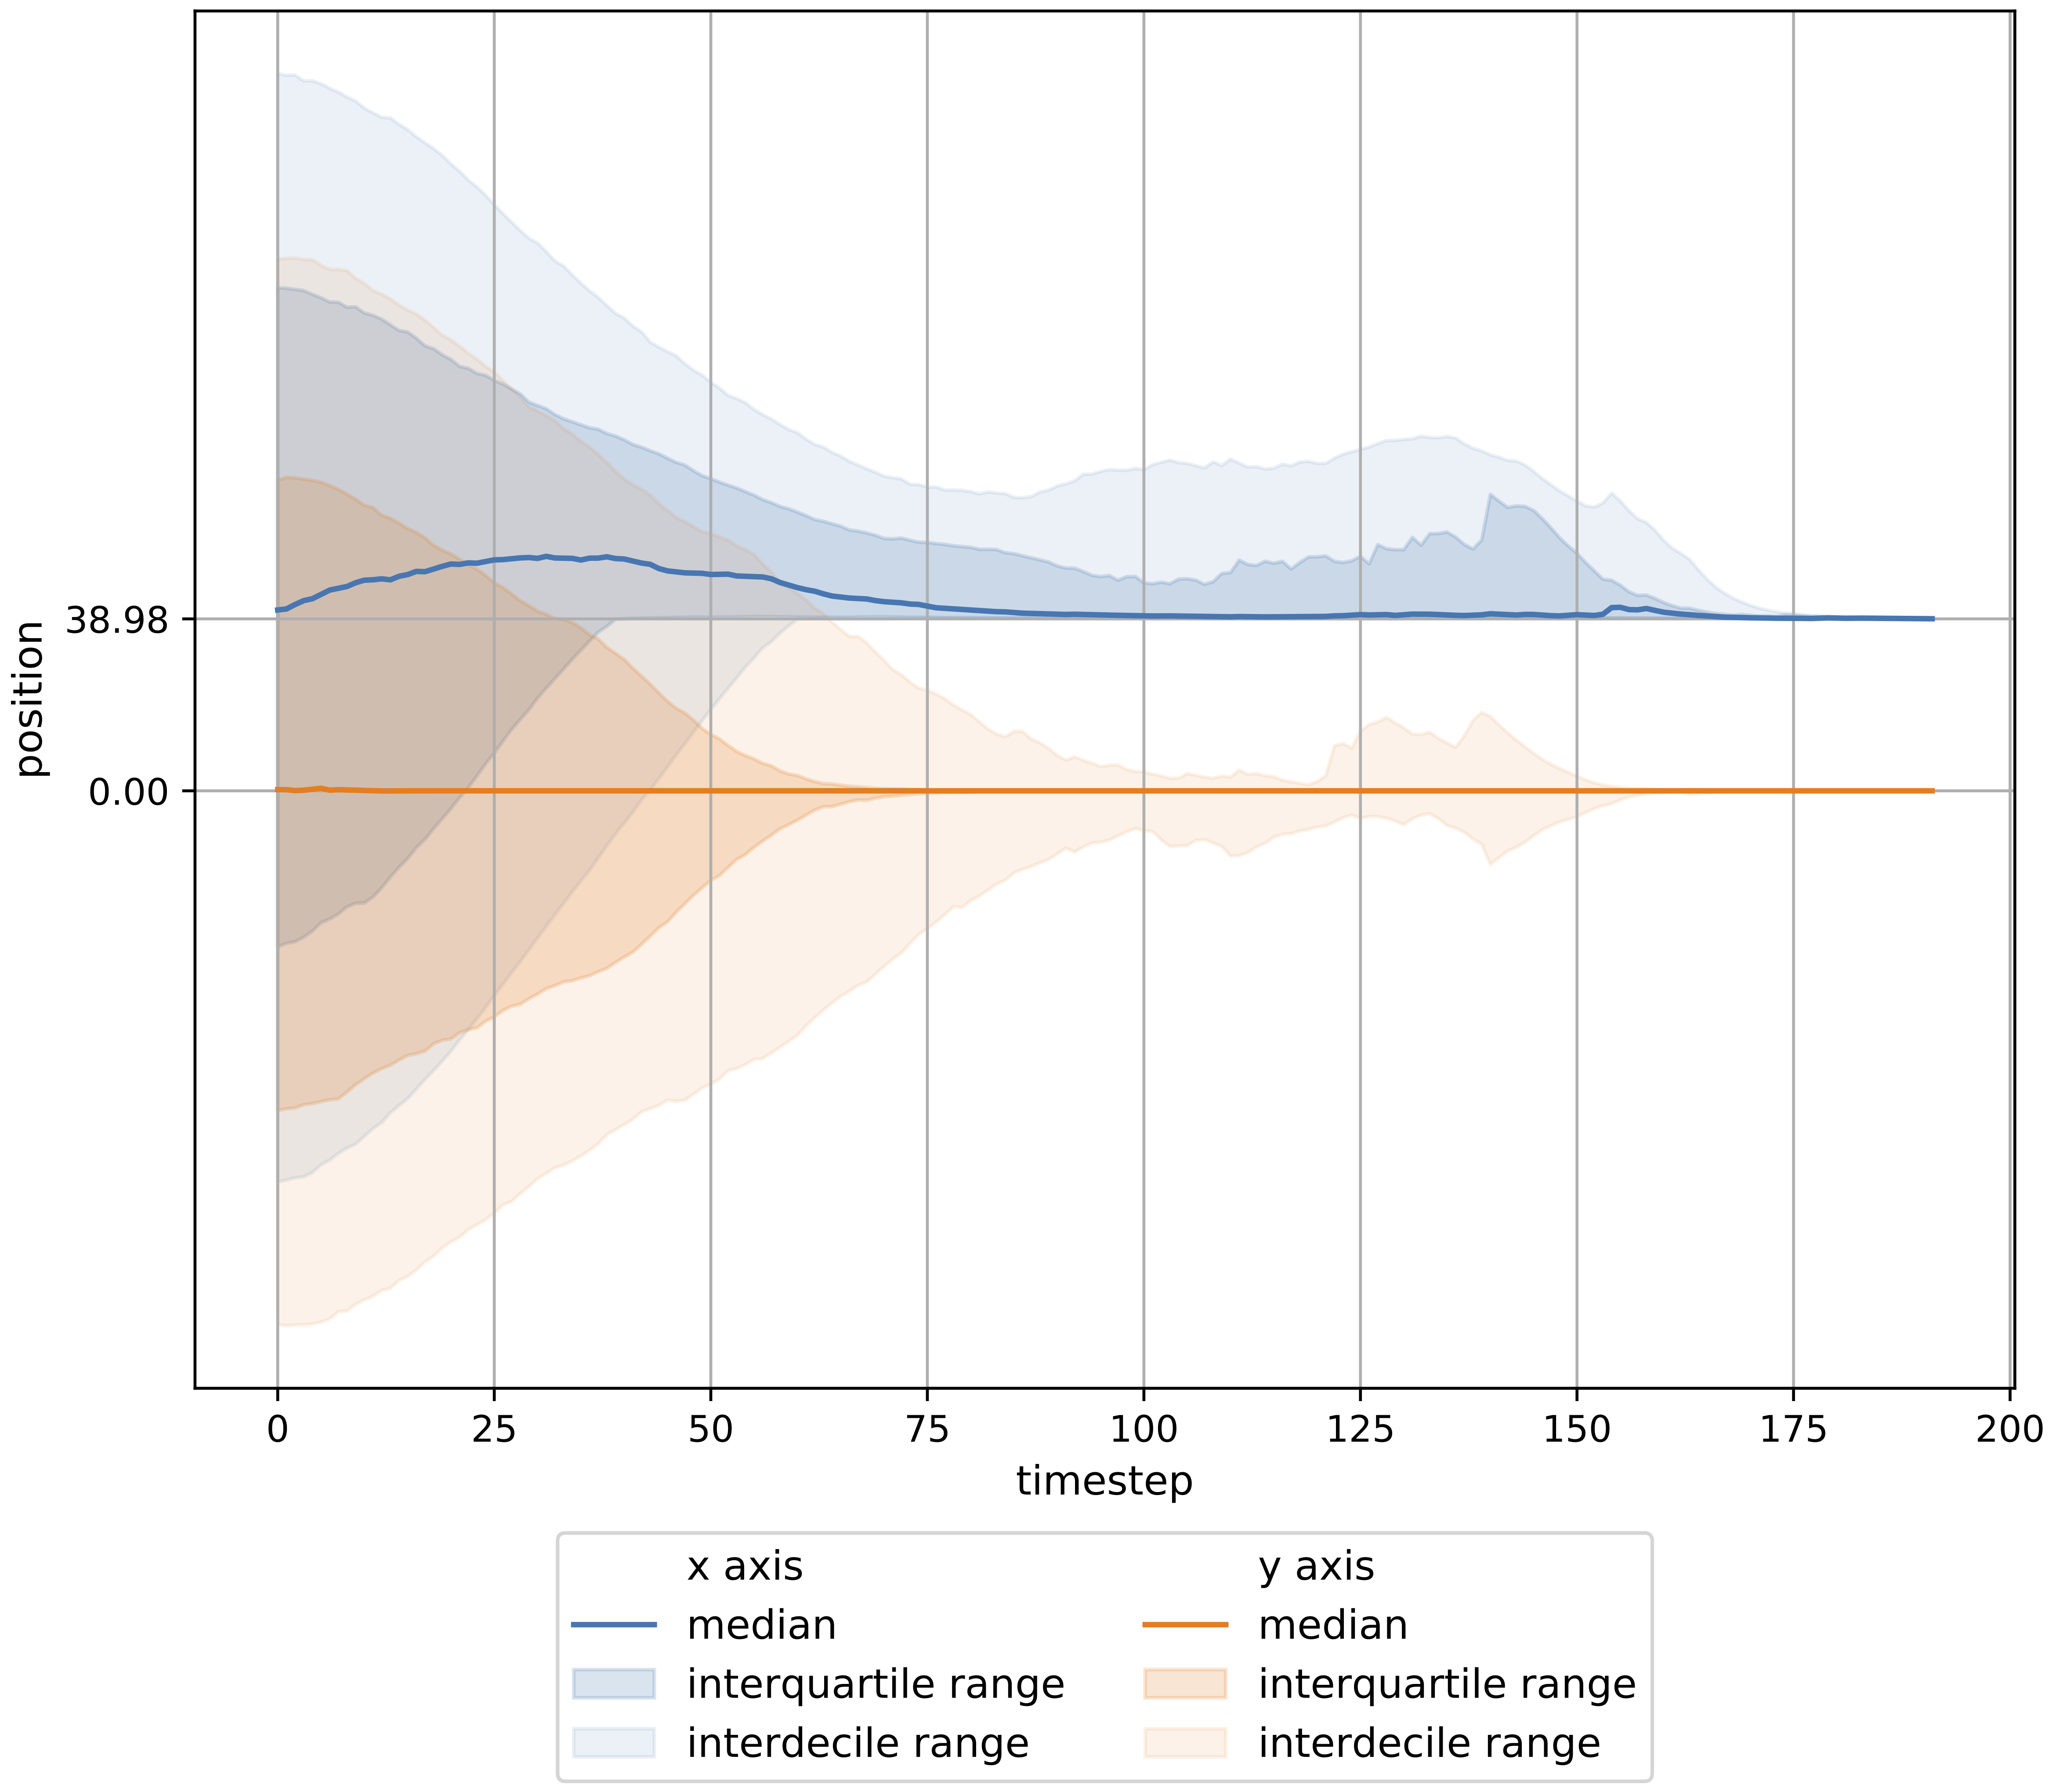 position
38.98
0.00
0 25 50 75 100 125 150 175 200
timestep
x axis
median
interquartile range
interdecile range
y axis
median
interquartile range
interdecile range